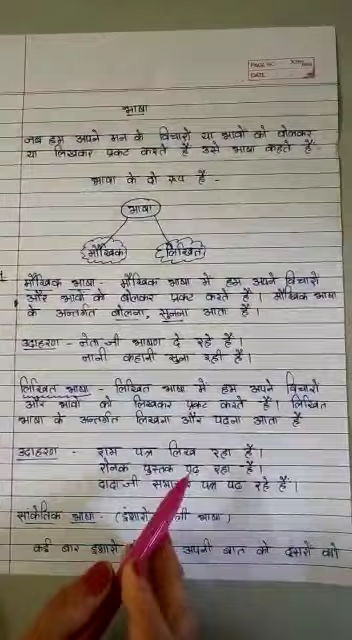 PAGE NO.
DATE
भाषा
जब हम अपने मन के विचारों या भावों को बोलकर
या लिखकर प्रकट करते हैं उसे भाषा कहते हैं
भाषा के दो रूप हैं -
भाषा
मौखिक लिखित
मौखिक भाषा - मौखिक भाषा में हम अपने विचारों
और भावों को बोलकर प्रकट करते हैं। मौखिक भाषा
के अन्तर्गत बोलना, सुनना आता है।
उदाहरण - नेता जी भाषण दे रहे हैं।
नानी कहानी सुना रही हैं।
लिखित भाषा - लिखित भाषा में हम अपने विचारों
और भावों को लिखकर प्रकट करते हैं। लिखित
भाषा के अन्तर्गत लिखना और पढ़ना आता है
उदाहरण - राम पत्र लिख रहा है।
रौनक पुस्तक पढ़ रहा है।
दादा जी पत्र पढ़ रहे हैं।
सांकेतिक भाषा - (इशारों भाषा)
कई बार इशारों अपनी बात को दूसरों को